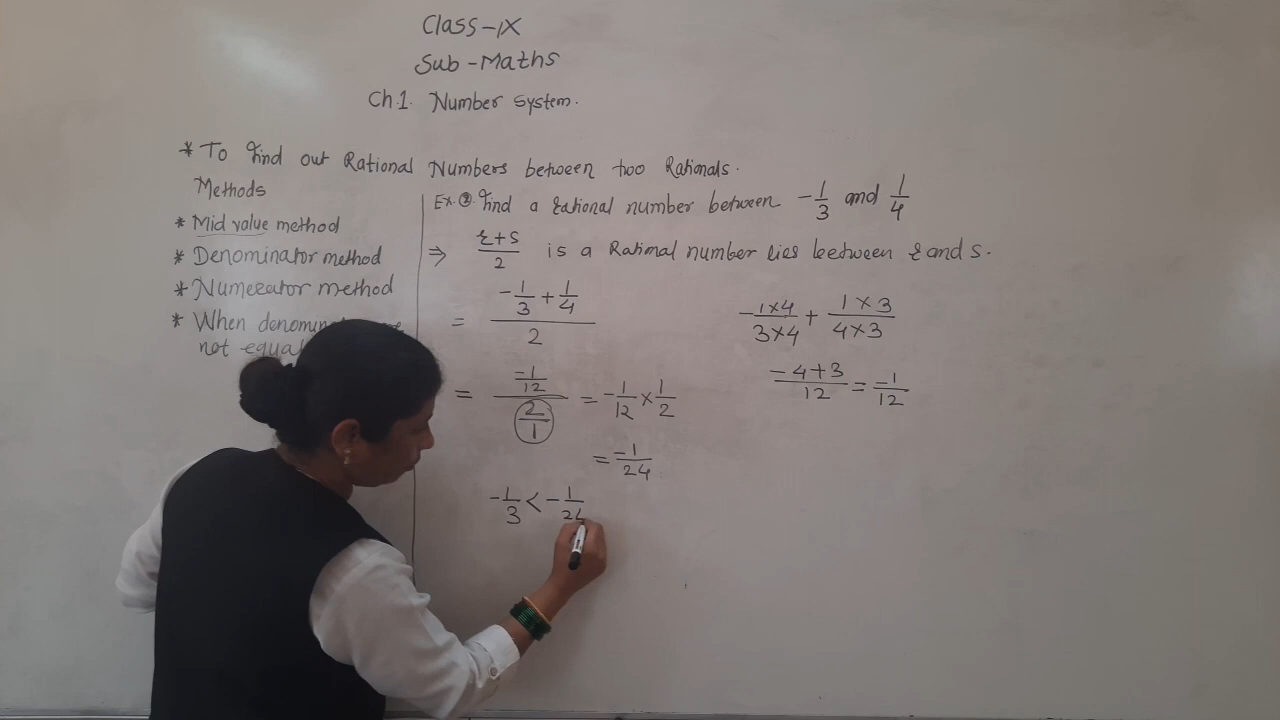 Class-IX
Sub-Maths
Ch.1. Number System.
* To find out Rational Numbers between two Rationals.
Methods
* Mid value method
* Denominator method
* Numerator method
* When
not equal
Ex. Find a rational number between -1/3 and 1/4
⇒ (r+s)/2 is a Rational number lies between r and s.
= (-1/3 + 1/4)/2
= (-1/12)/(2/1) = -1/12 × 1/2
= -1/24
-1/3 < -1/24
-(1×4)/(3×4) + (1×3)/(4×3)
(-4+3)/12 = -1/12